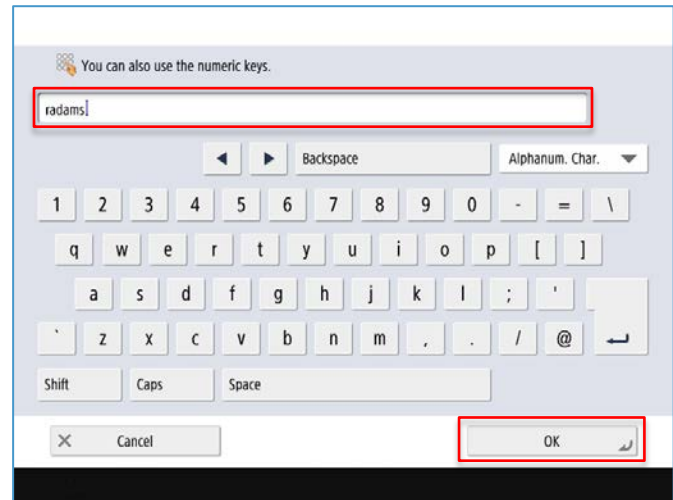 You can also use the numeric keys.
radams
Backspace Alphanum. Char.
1 2 3 4 5 6 7 8 9 0 - = \
q w e r t y u i o p [ ]
a s d f g h j k l ; '
` z x c v b n m , . / @
Shift Caps Space
Cancel OK